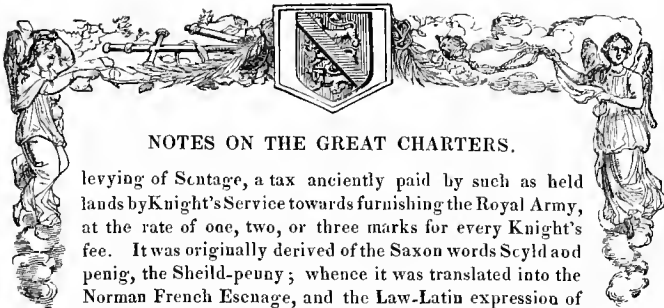 NOTES ON THE GREAT CHARTERS.
levying of Scutage, a tax anciently paid by such as held
lands by Knight's Service towards furnishing the Royal Army,
at the rate of one, two, or three marks for every Knight's
fee. It was originally derived of the Saxon words Scyld and
penig, the Sheild-penny; whence it was translated into the
Norman French Escuage, and the Law-Latin expression of